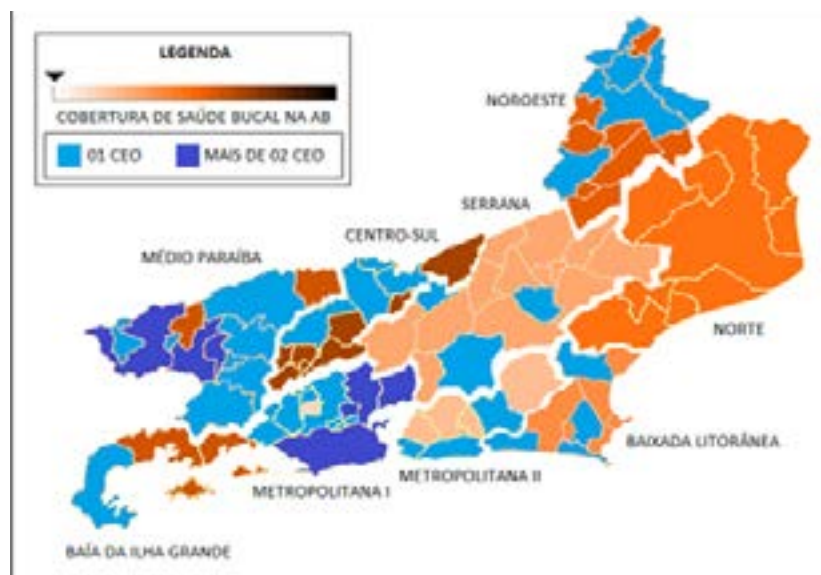 LEGENDA
COBERTURA DE SAÚDE BUCAL NA AB
01 CEO
MAIS DE 02 CEO
NOROESTE
SERRANA
CENTRO-SUL
MÉDIO PARAÍBA
NORTE
BAIXADA LITORÂNEA
METROPOLITANA II
METROPOLITANA I
BAÍA DA ILHA GRANDE